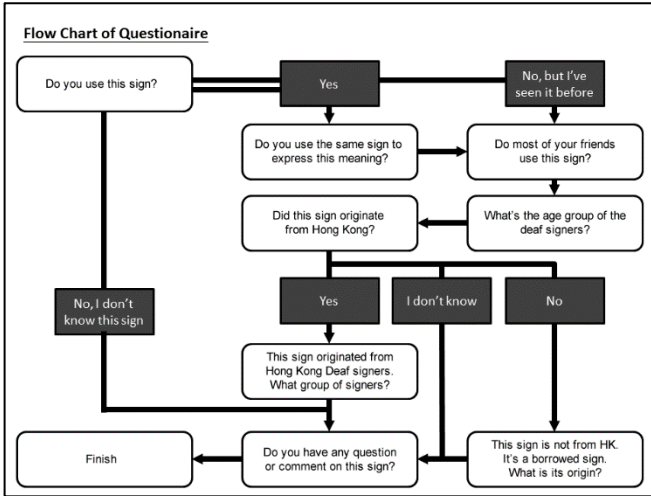 Flow Chart of Questionaire
Do you use this sign?
Yes
No, but I've
seen it before
Do you use the same sign to
express this meaning?
Do most of your friends
use this sign?
Did this sign originate
from Hong Kong?
What's the age group of the
deaf signers?
No, I don't
know this sign
Yes
I don't know
No
This sign originated from
Hong Kong Deaf signers.
What group of signers?
Finish
Do you have any question
or comment on this sign?
This sign is not from HK.
It's a borrowed sign.
What is its origin?